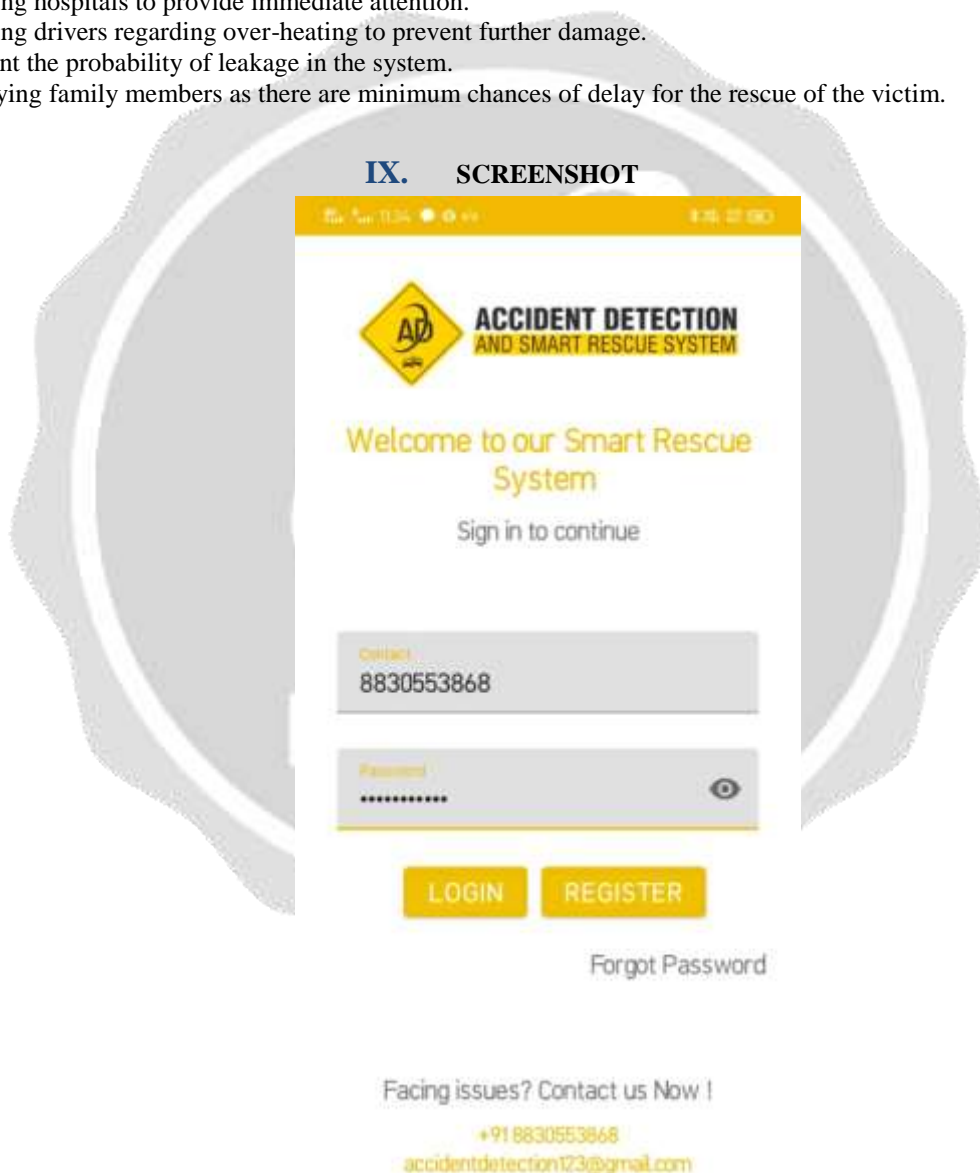 ng hospitals to provide immediate attention.
ng drivers regarding over-heating to prevent further damage.
nt the probability of leakage in the system.
ying family members as there are minimum chances of delay for the rescue of the victim.
IX. SCREENSHOT
AD
ACCIDENT DETECTION
AND SMART RESCUE SYSTEM
Welcome to our Smart Rescue
System
Sign in to continue
Contact
8830553868
Password
•••••••••••
LOGIN REGISTER
Forgot Password
Facing issues? Contact us Now !
+91 8830553868
accidentdetection123@gmail.com